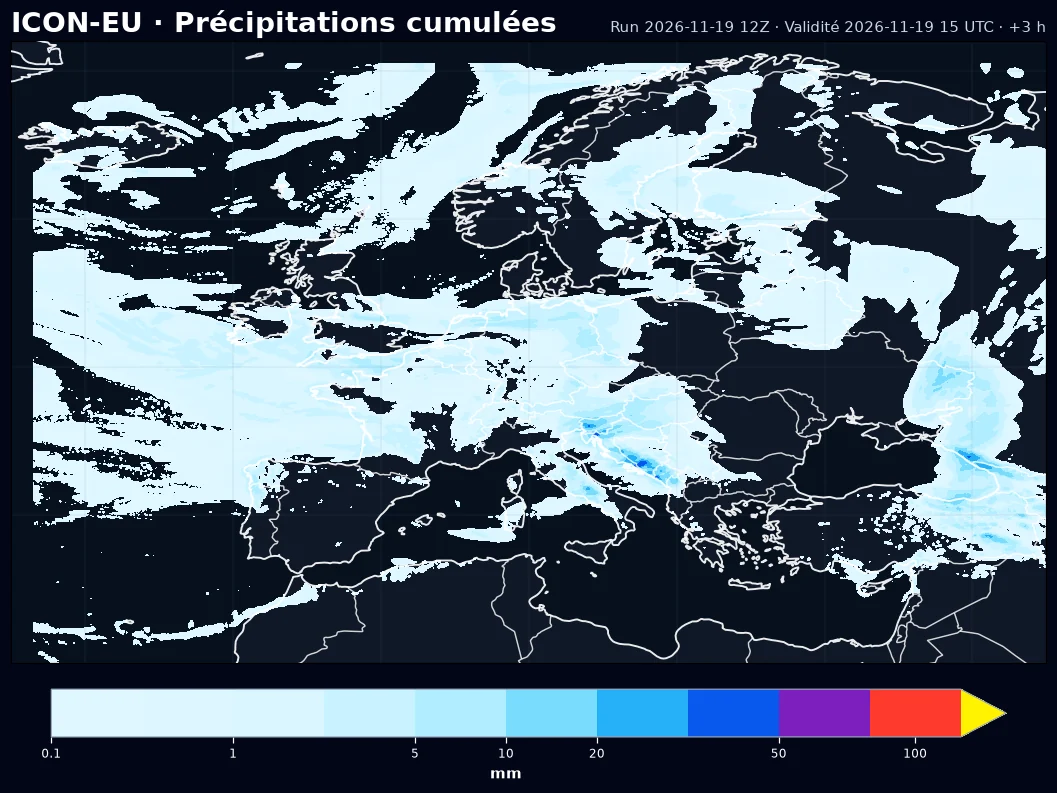 ICON-EU · Précipitations cumulées
Run 2026-11-19 12Z · Validité 2026-11-19 15 UTC · +3 h
0.1 1 5 10 20 50 100
mm